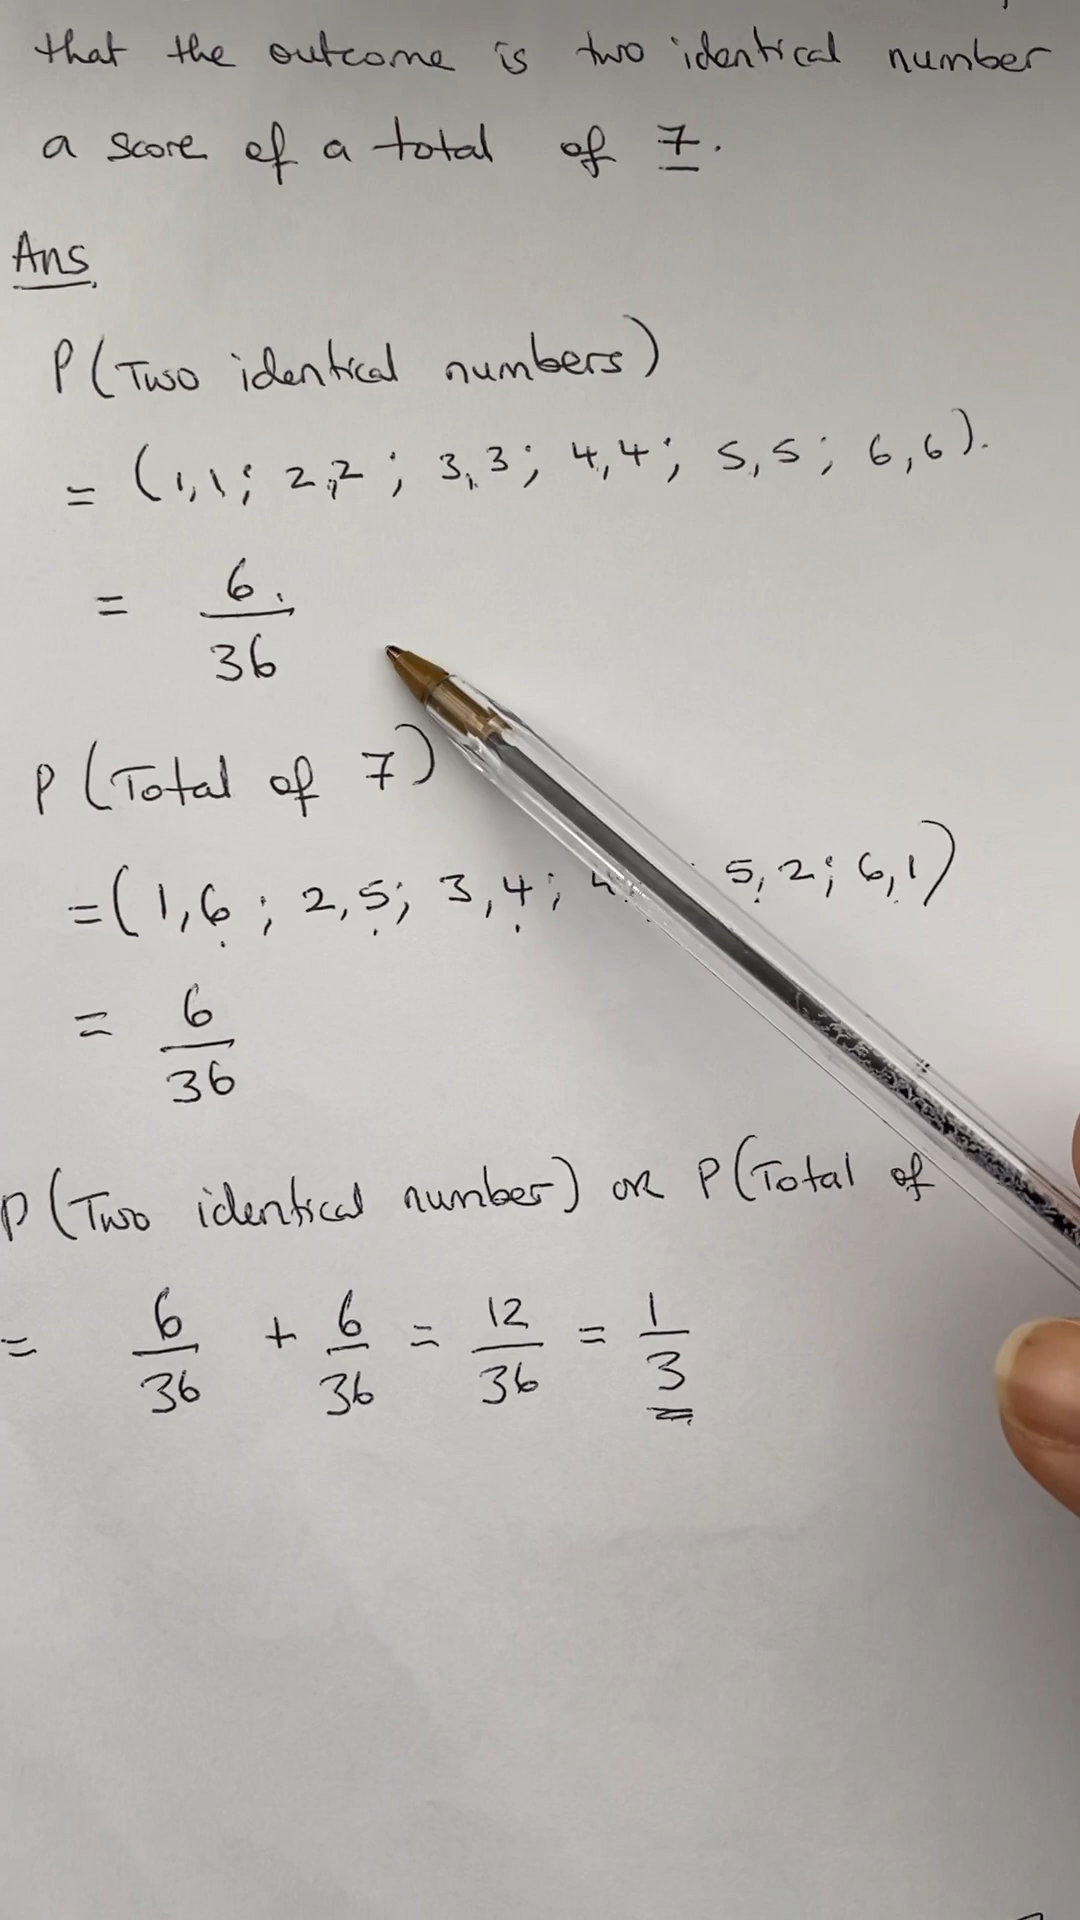 that the outcome is two identical number
a score of a total of 7.
Ans.
P(Two identical numbers)
= (1,1; 2,2; 3,3; 4,4; 5,5; 6,6).
= 6/36
P(Total of 7)
= (1,6; 2,5; 3,4; 5,2; 6,1)
= 6/36
P(Two identical number) OR P(Total of
= 6/36 + 6/36 = 12/36 = 1/3